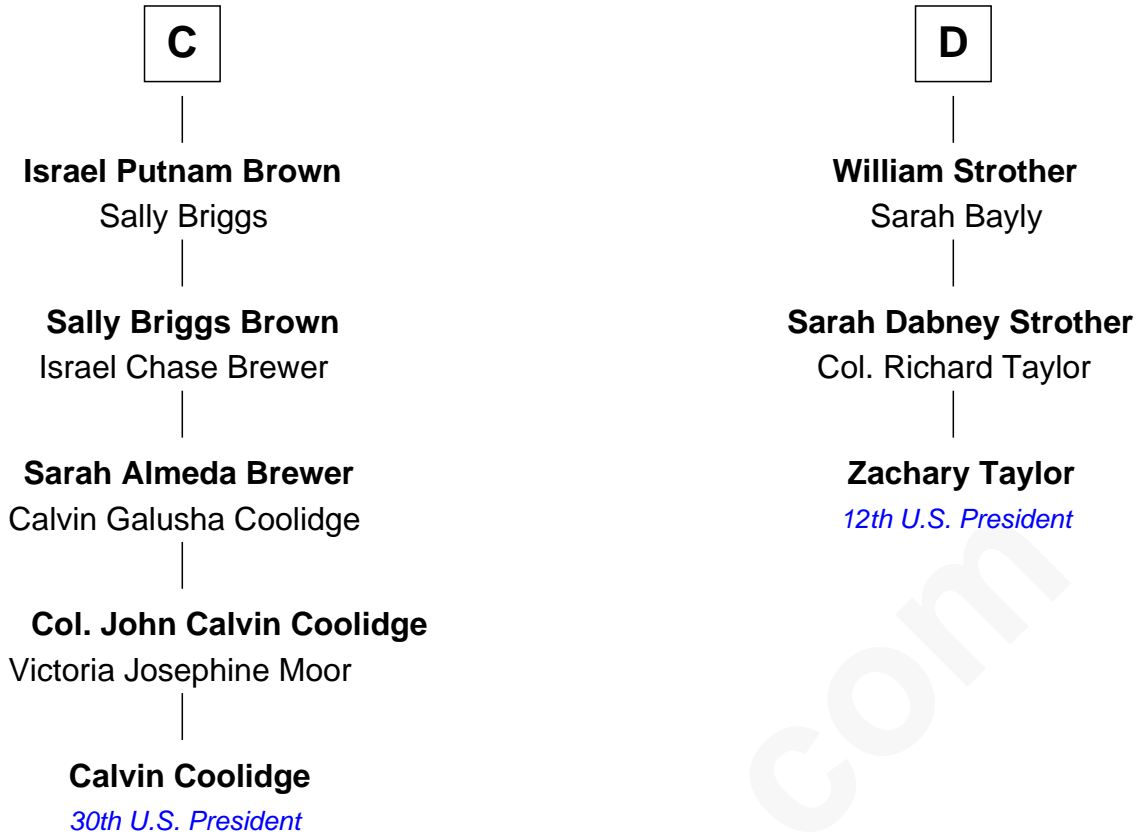 C
Israel Putnam Brown
Sally Briggs
Sally Briggs Brown
Israel Chase Brewer
Sarah Almeda Brewer
Calvin Galusha Coolidge
Col. John Calvin Coolidge
Victoria Josephine Moor
Calvin Coolidge
30th U.S. President
D
William Strother
Sarah Bayly
Sarah Dabney Strother
Col. Richard Taylor
Zachary Taylor
12th U.S. President
com